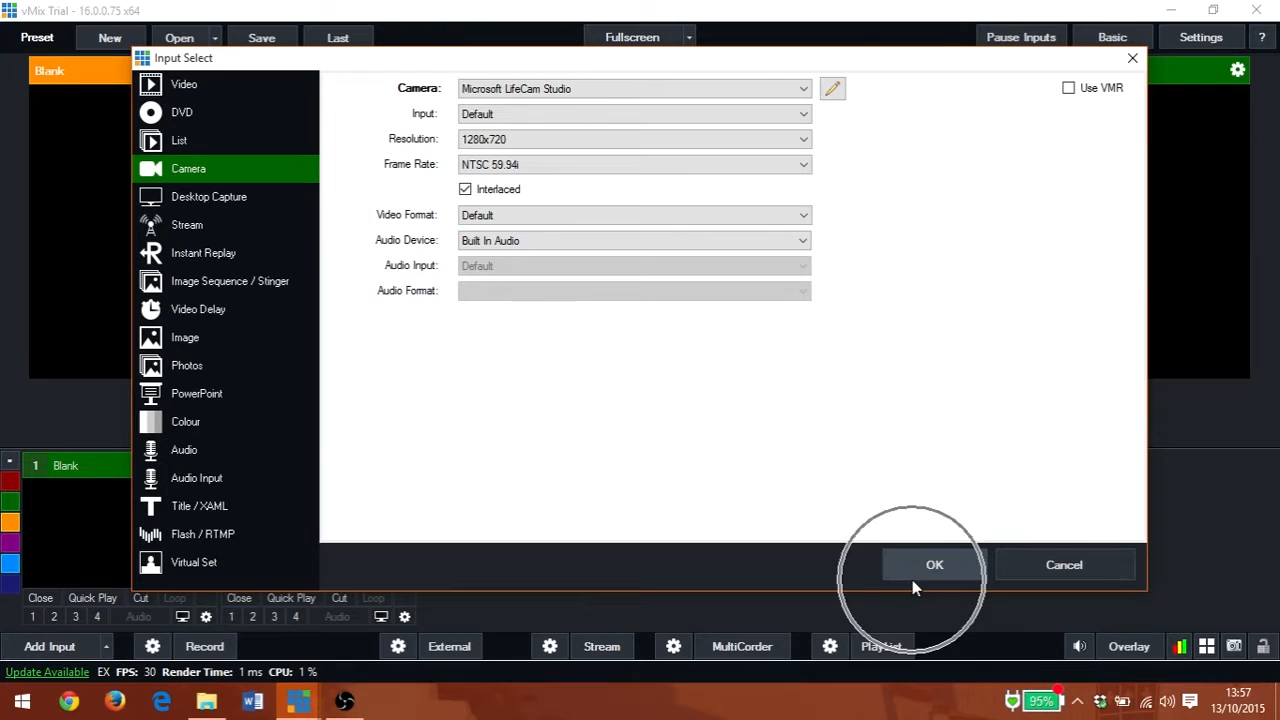 vMix Trial - 16.0.0.75 x64
Preset New Open Save Last Fullscreen Pause Inputs Basic Settings ?
Blank
Input Select
Video
DVD
List
Camera
Desktop Capture
Stream
Instant Replay
Image Sequence / Stinger
Video Delay
Image
Photos
PowerPoint
Colour
Audio
Audio Input
Title / XAML
Flash / RTMP
Virtual Set
Camera: Microsoft LifeCam Studio Use VMR
Input: Default
Resolution: 1280x720
Frame Rate: NTSC 59.94i
Interlaced
Video Format: Default
Audio Device: Built In Audio
Audio Input: Default
Audio Format:
OK Cancel
1 Blank
Close Quick Play Cut Loop Close Quick Play Cut Loop
1 2 3 4 Audio 1 2 3 4 Audio
Add Input Record External Stream MultiCorder PlayList Overlay
Update Available EX FPS: 30 Render Time: 1 ms CPU: 1 %
95% 13:57
13/10/2015